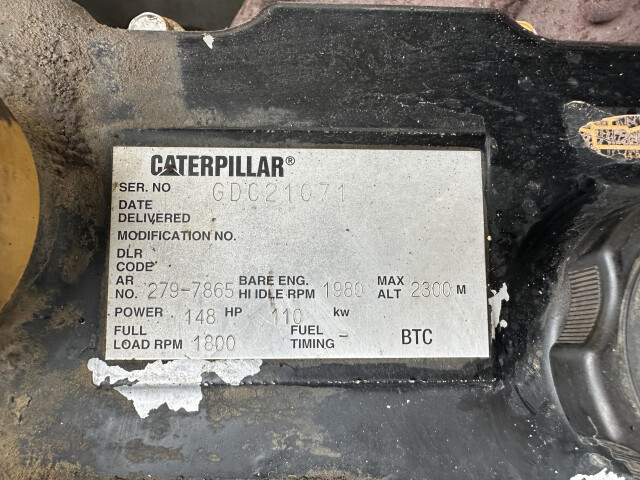 CATERPILLAR®
SER. NO GDC21071
DATE
DELIVERED
MODIFICATION NO.
DLR
CODE
AR NO. 279-7865 BARE ENG. HI IDLE RPM 1980 MAX ALT 2300 M
POWER 148 HP 110 kw
FULL LOAD RPM 1800 FUEL TIMING - BTC